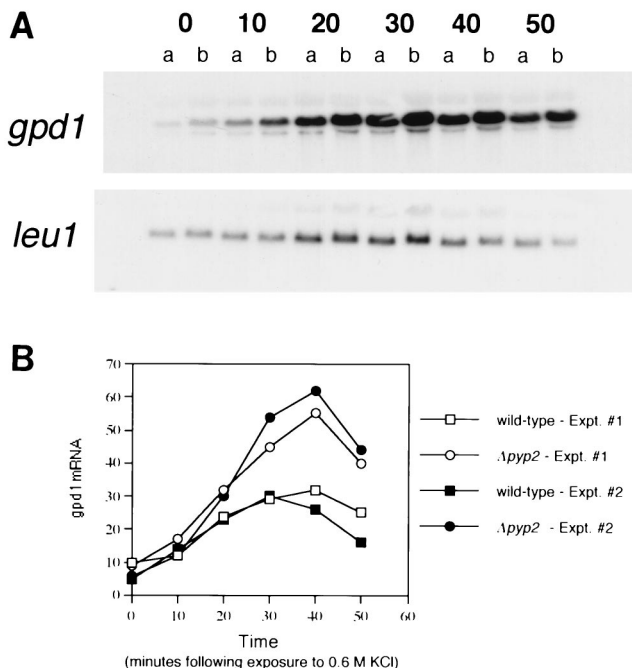 A
0 10 20 30 40 50
a b a b a b a b a b a b
gpd1
leu1
B
70
60
50
40
30
20
10
0
gpd1 mRNA
0 10 20 30 40 50 60
Time
(minutes following exposure to 0.6 M KCl)
wild-type - Expt. #1
Δpyp2 - Expt. #1
wild-type - Expt. #2
Δpyp2 - Expt. #2